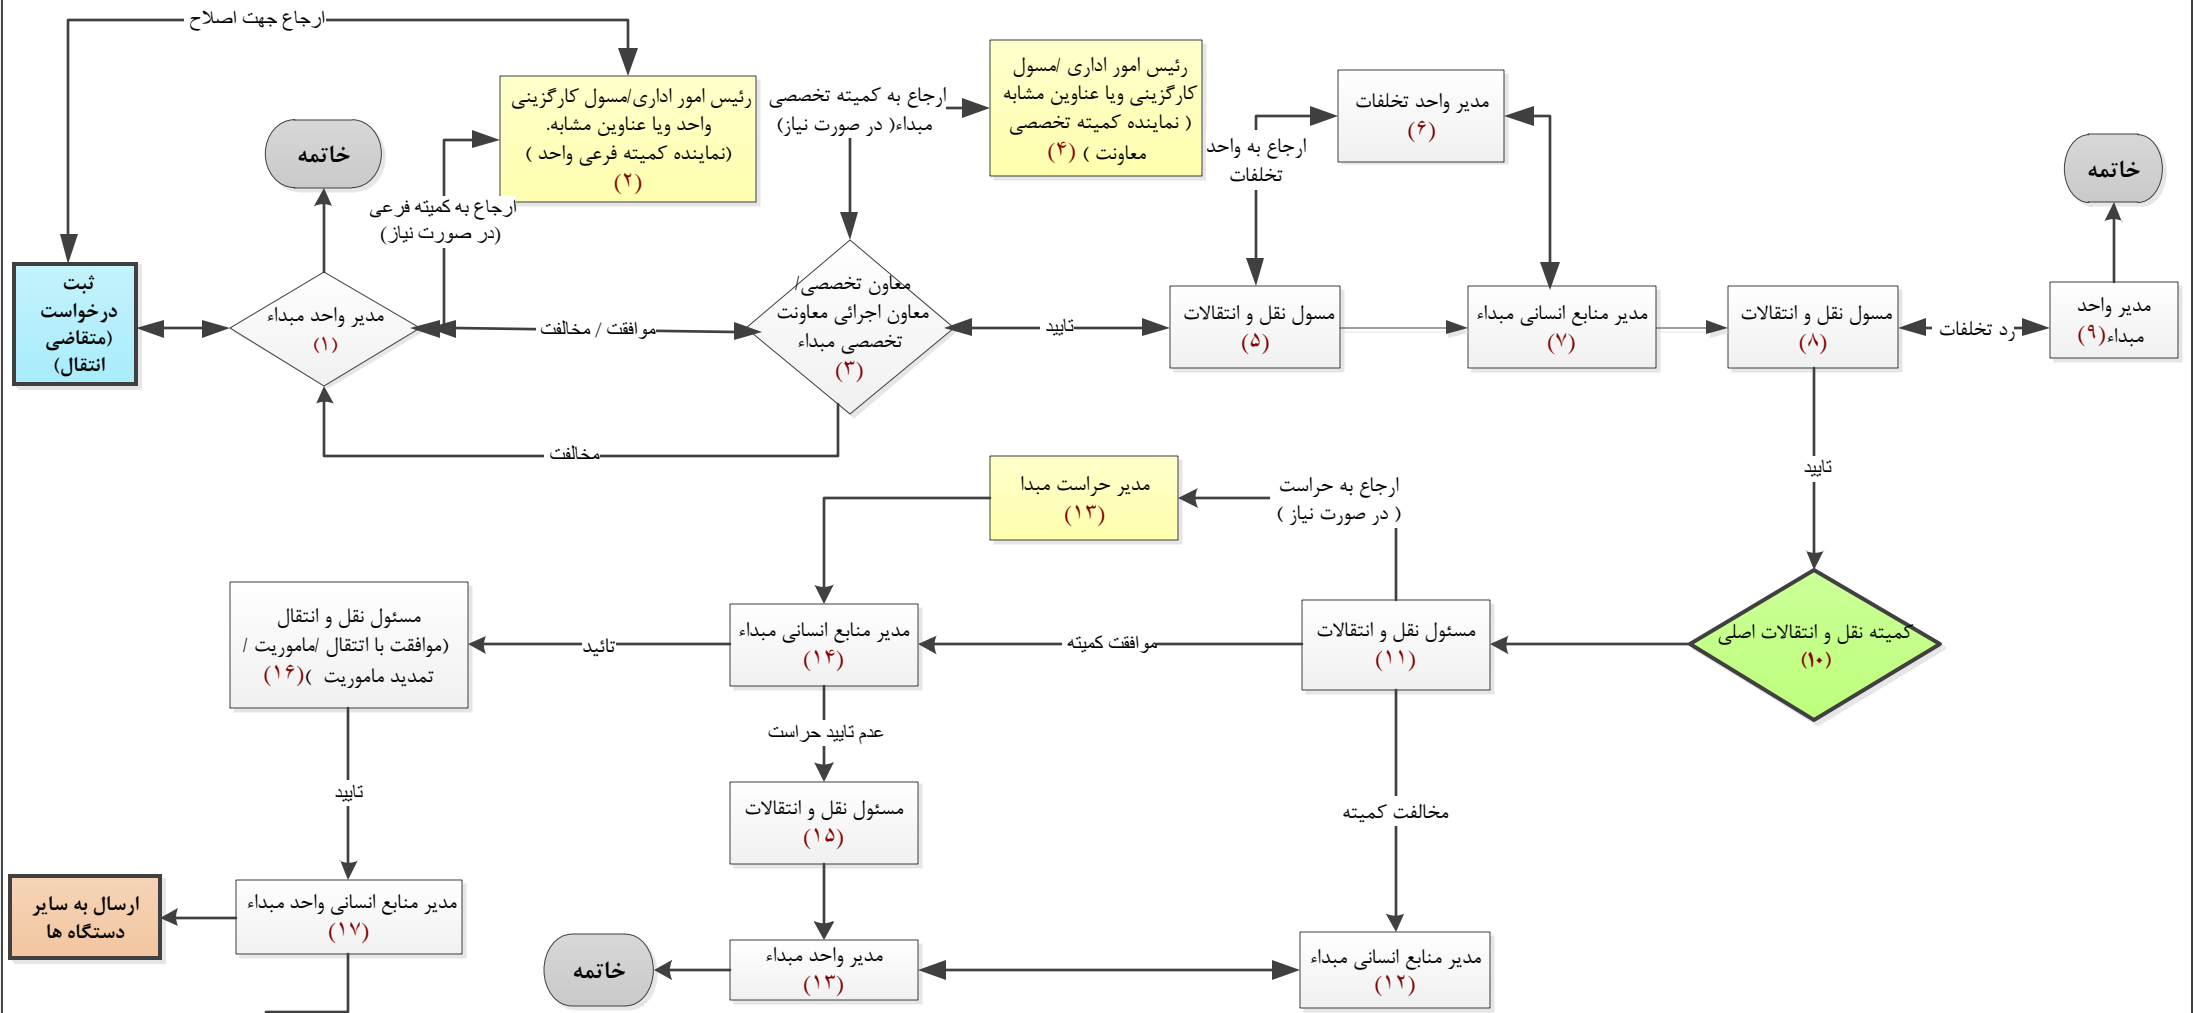 ارجاع جهت اصلاح
ثبت
درخواست
(متقاضی
انتقال)
خاتمه
مدیر واحد مبداء
(۱)
رئیس امور اداری/مسول کارگزینی
واحد ویا عناوین مشابه.
(نماینده کمیته فرعی واحد )
(۲)
ارجاع به کمیته فرعی
(در صورت نیاز)
موافقت / مخالفت
مخالفت
ارجاع به کمیته تخصصی
مبداء( در صورت نیاز)
معاون تخصصی/
معاون اجرائی معاونت
تخصصی مبداء
(۳)
رئیس امور اداری /مسول
کارگزینی ویا عناوین مشابه
( نماینده کمیته تخصصی
معاونت ) (۴)
تایید
مسول نقل و انتقالات
(۵)
ارجاع به واحد
تخلفات
مدیر واحد تخلفات
(۶)
مدیر منابع انسانی مبداء
(۷)
مسول نقل و انتقالات
(۸)
رد تخلفات
مدیر واحد
مبداء(۹)
خاتمه
تایید
کمیته نقل و انتقالات اصلی
(۱۰)
مسئول نقل و انتقالات
(۱۱)
ارجاع به حراست
( در صورت نیاز )
مدیر حراست مبدا
(۱۳)
موافقت کمیته
مدیر منابع انسانی مبداء
(۱۴)
تائید
مسئول نقل و انتقال
(موافقت با اتتقال /ماموریت /
تمدید ماموریت )(۱۶)
عدم تایید حراست
مسئول نقل و انتقالات
(۱۵)
مخالفت کمیته
مدیر منابع انسانی مبداء
(۱۲)
مدیر واحد مبداء
(۱۳)
خاتمه
تایید
مدیر منابع انسانی واحد مبداء
(۱۷)
ارسال به سایر
دستگاه ها